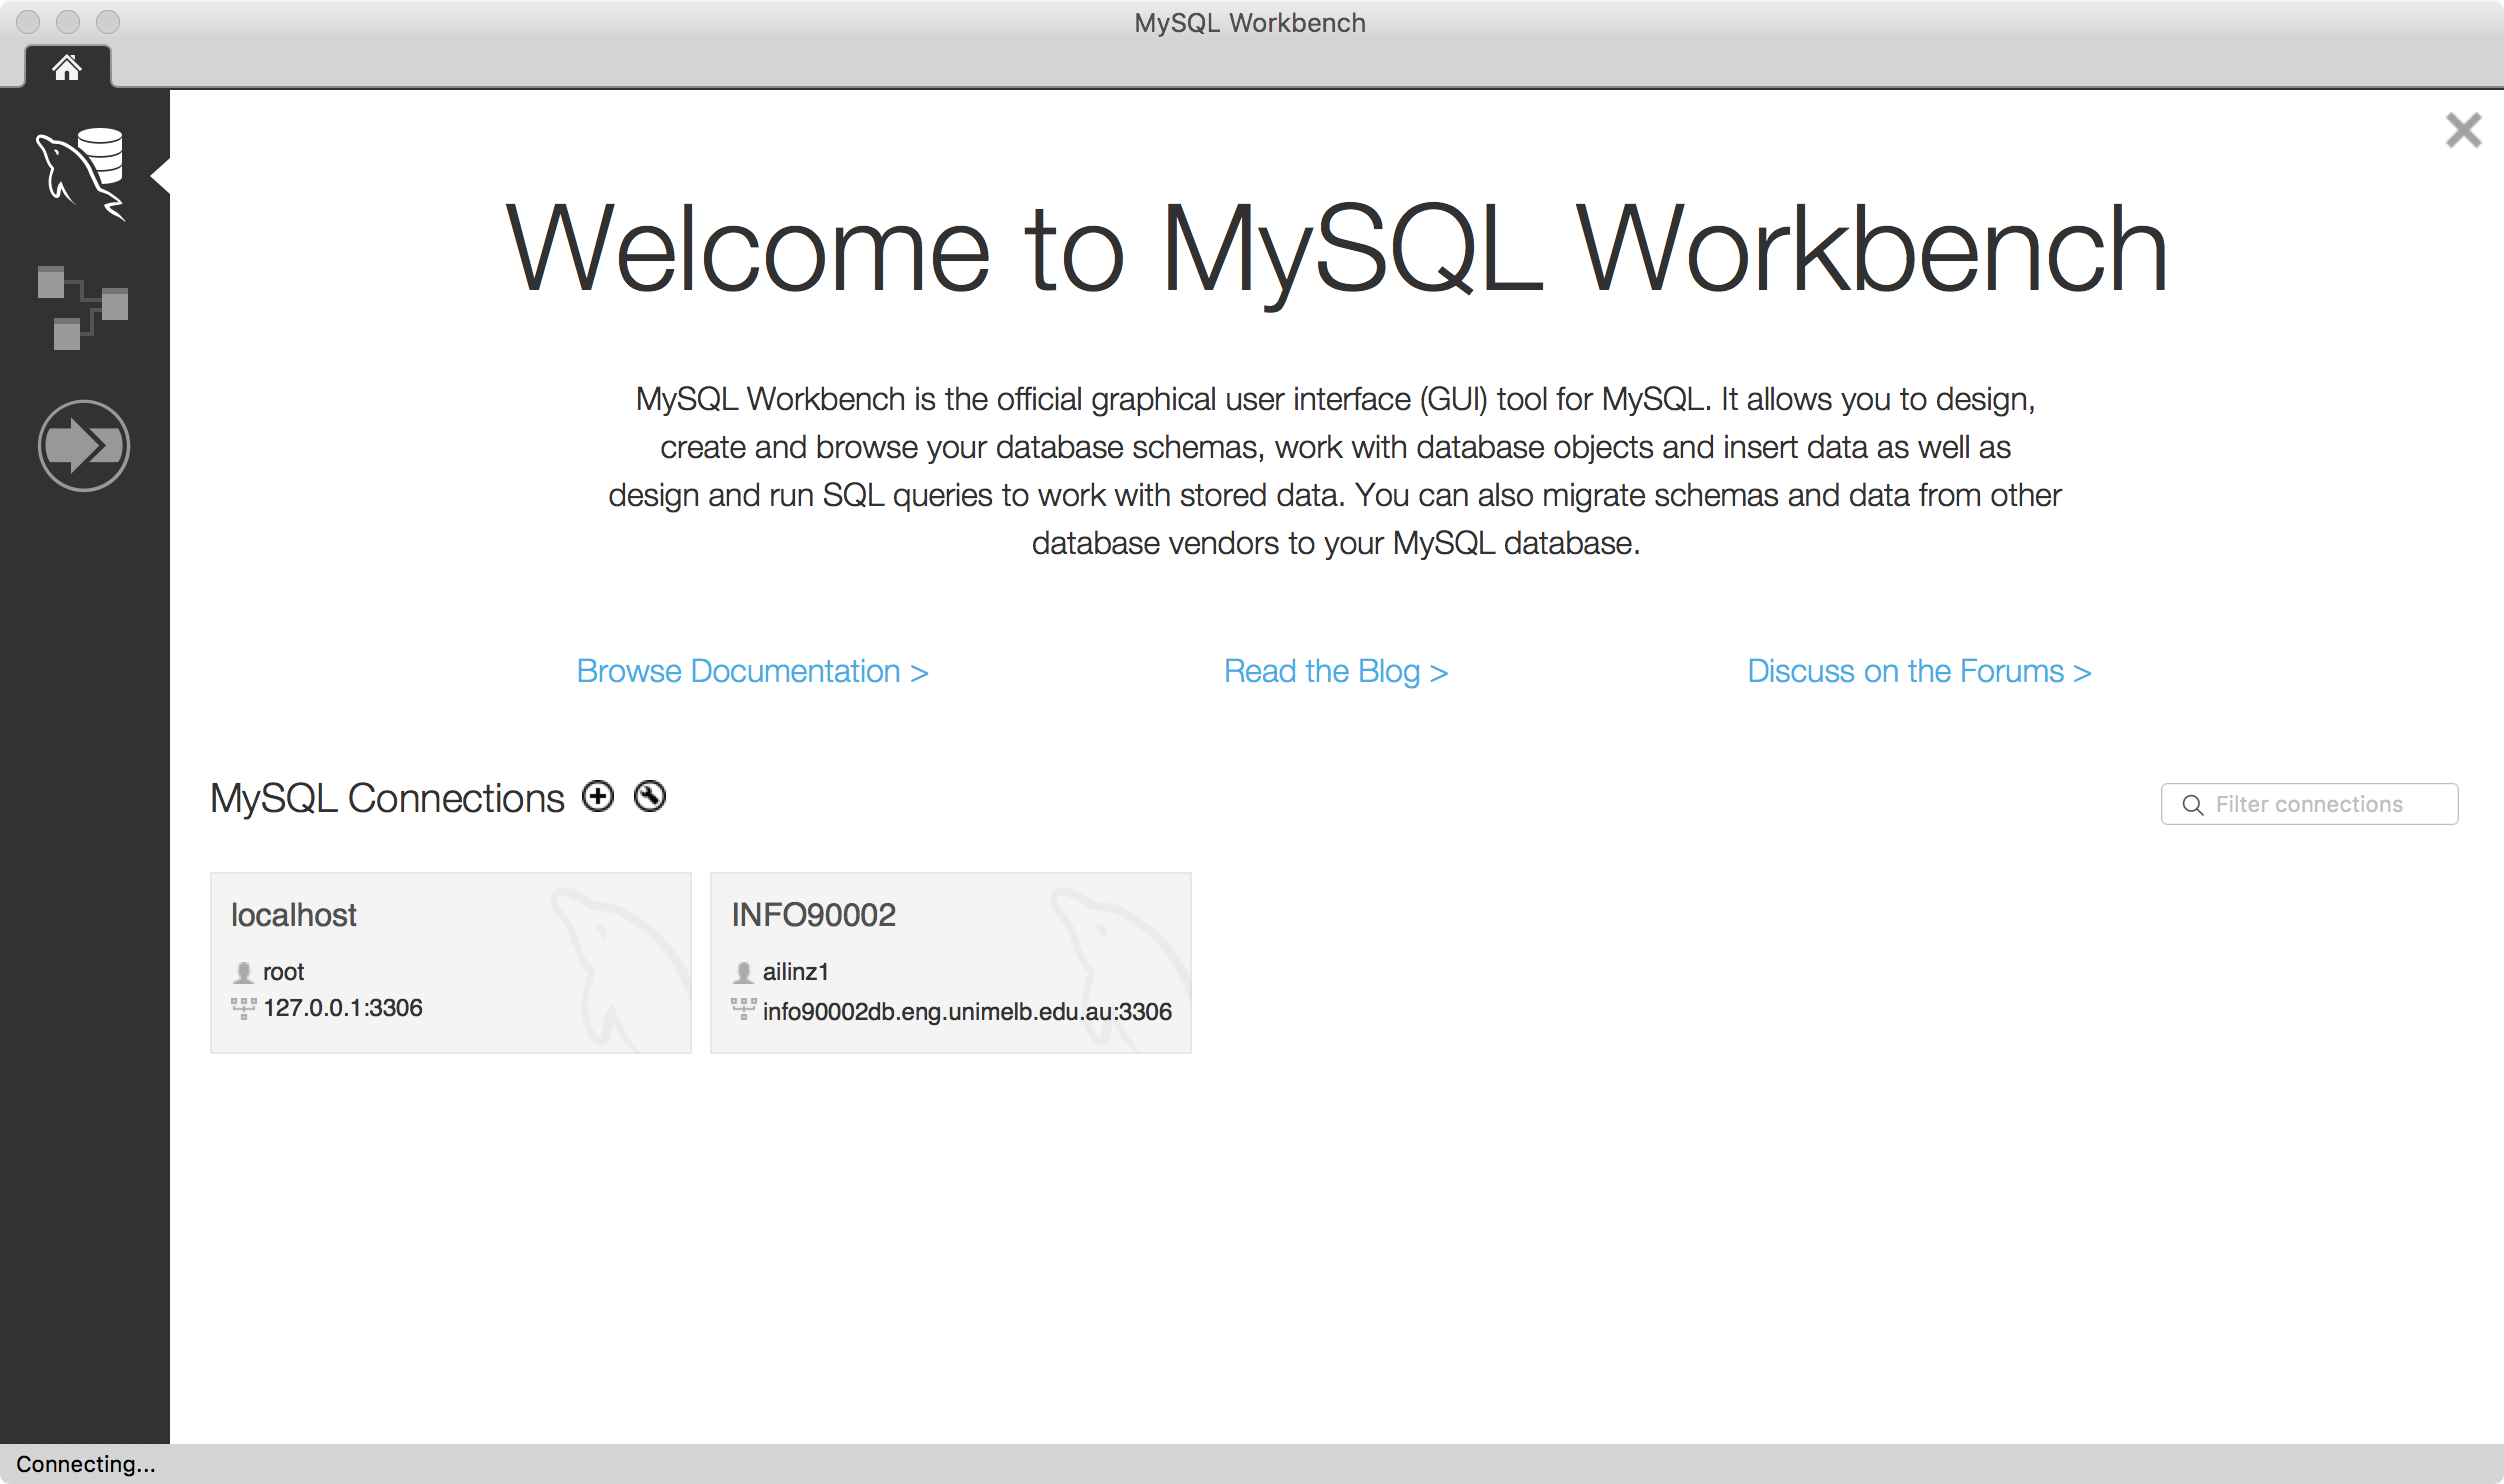 MySQL Workbench
Welcome to MySQL Workbench
MySQL Workbench is the official graphical user interface (GUI) tool for MySQL. It allows you to design,
create and browse your database schemas, work with database objects and insert data as well as
design and run SQL queries to work with stored data. You can also migrate schemas and data from other
database vendors to your MySQL database.
Browse Documentation >
Read the Blog >
Discuss on the Forums >
MySQL Connections
Filter connections
localhost
root
127.0.0.1:3306
INFO90002
ailinz1
info90002db.eng.unimelb.edu.au:3306
Connecting...